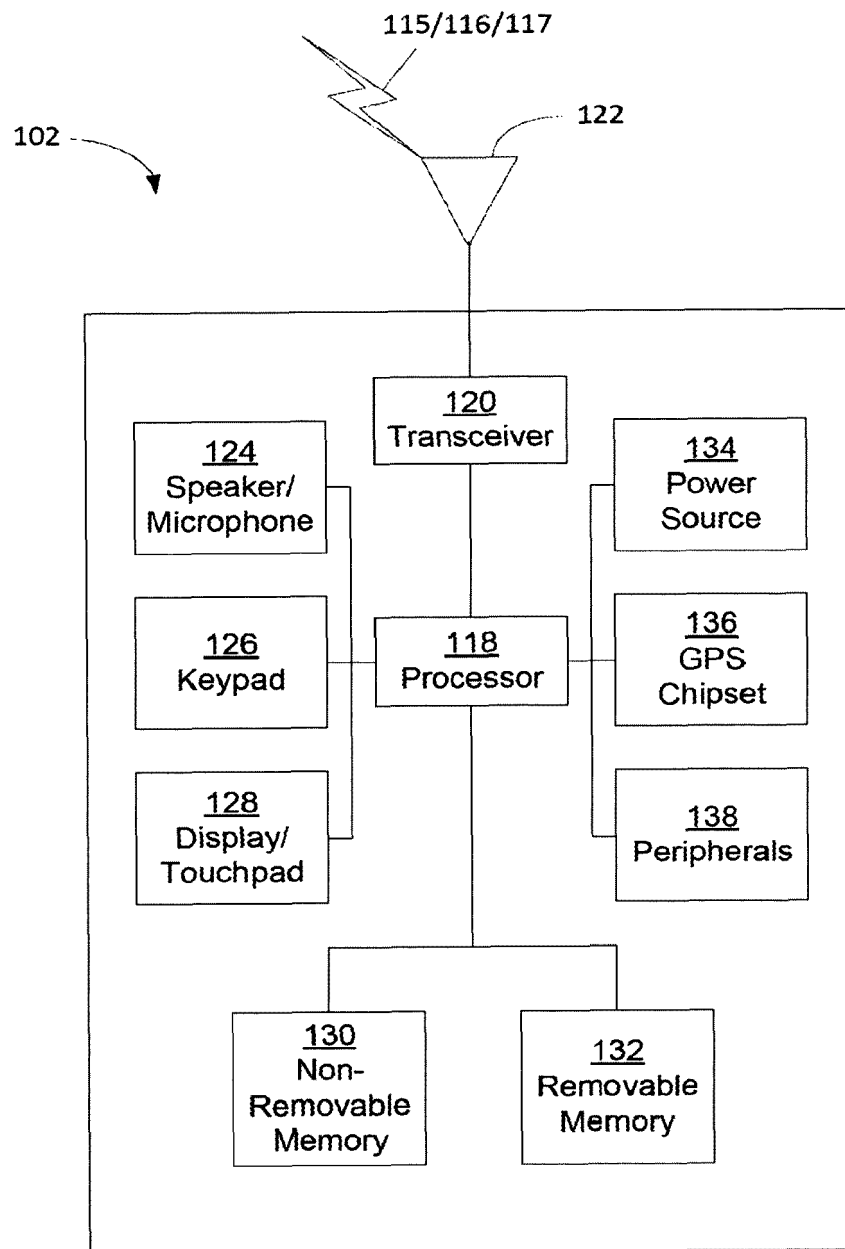 115/116/117
122
102
120
Transceiver
124
Speaker/
Microphone
134
Power
Source
126
Keypad
118
Processor
136
GPS
Chipset
128
Display/
Touchpad
138
Peripherals
130
Non-
Removable
Memory
132
Removable
Memory